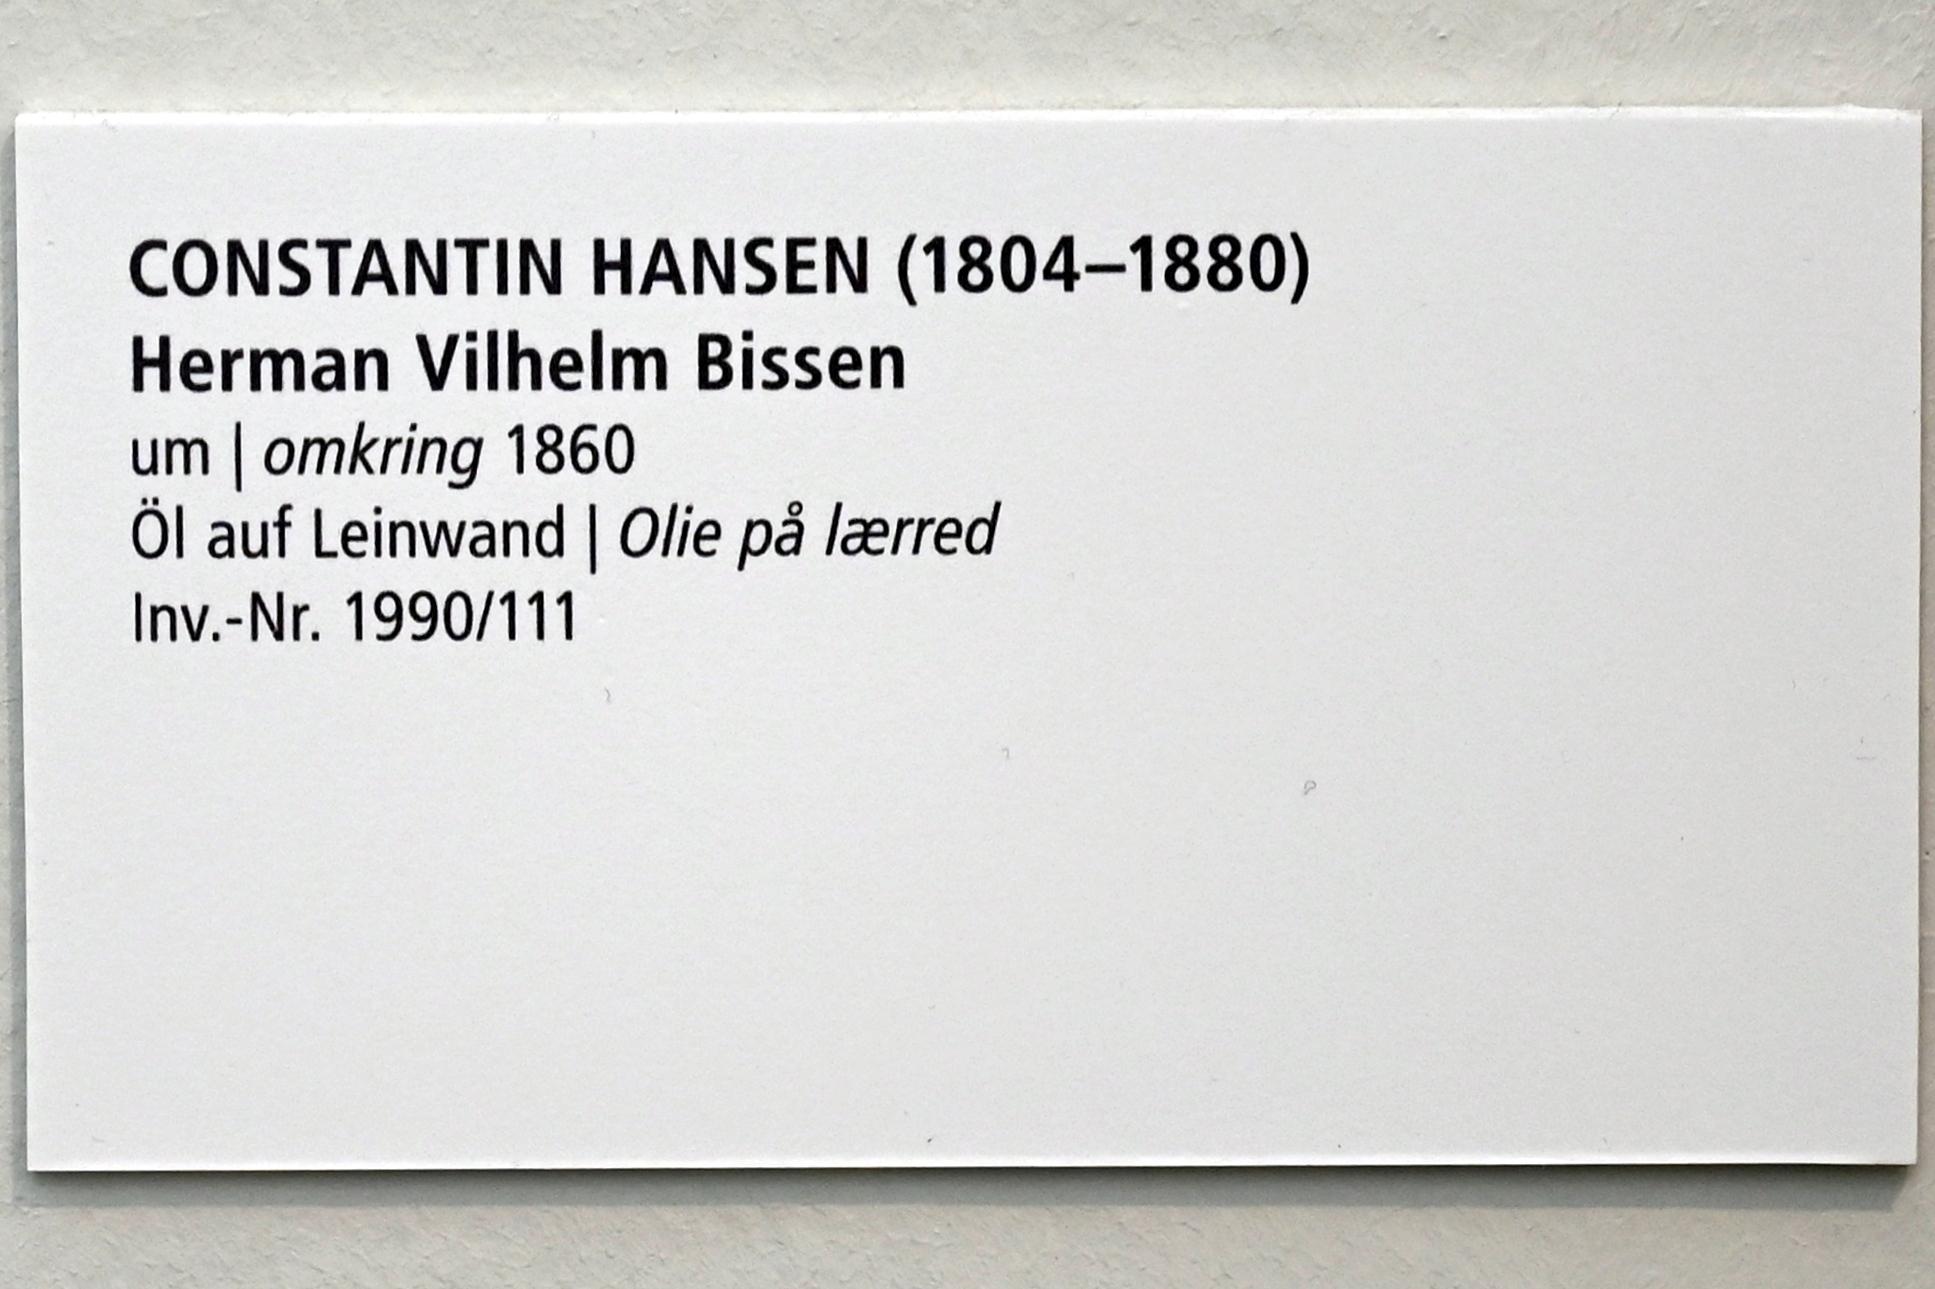 CONSTANTIN HANSEN (1804–1880)
Herman Vilhelm Bissen
um | omkring 1860
Öl auf Leinwand | Olie på lærred
Inv.-Nr. 1990/111